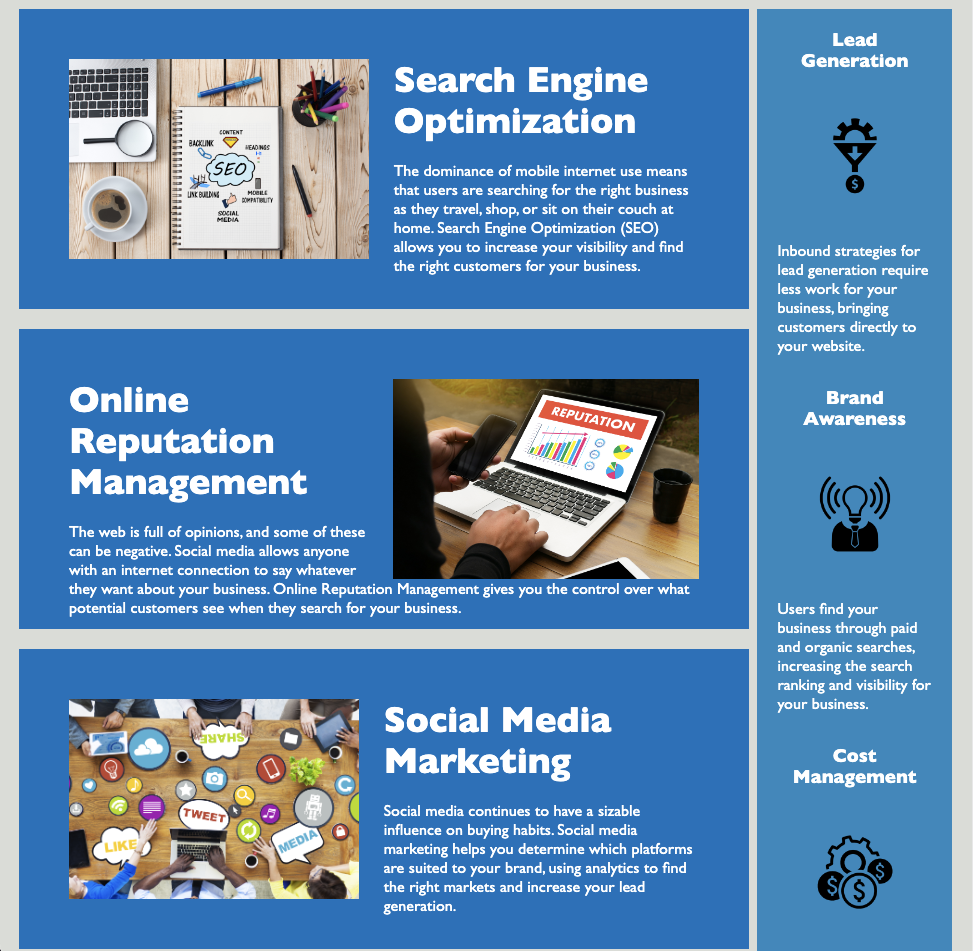 Search Engine
Optimization
The dominance of mobile internet use means
that users are searching for the right business
as they travel, shop, or sit on their couch at
home. Search Engine Optimization (SEO)
allows you to increase your visibility and find
the right customers for your business.
CONTENT
BACKLINK
HEADINGS
SEO
LINK BUILDING
MOBILE
COMPATIBILITY
SOCIAL
MEDIA
Online
Reputation
Management
The web is full of opinions, and some of these
can be negative. Social media allows anyone
with an internet connection to say whatever
they want about your business. Online Reputation Management gives you the control over what
potential customers see when they search for your business.
REPUTATION
Social Media
Marketing
Social media continues to have a sizable
influence on buying habits. Social media
marketing helps you determine which platforms
are suited to your brand, using analytics to find
the right markets and increase your lead
generation.
SHARE
TWEET
LIKE
MEDIA
Lead
Generation
$
Inbound strategies for
lead generation require
less work for your
business, bringing
customers directly to
your website.
Brand
Awareness
Users find your
business through paid
and organic searches,
increasing the search
ranking and visibility for
your business.
Cost
Management
$
$
$